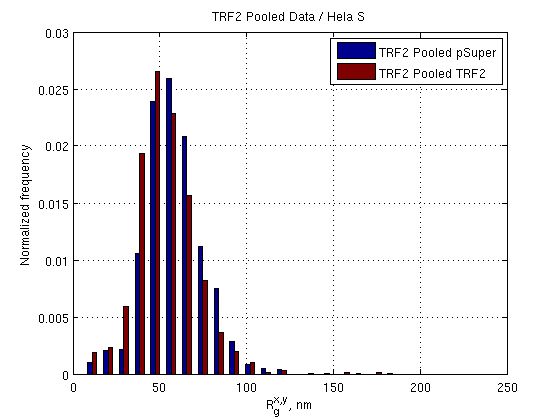 TRF2 Pooled Data / Hela S
0.03
0.025
0.02
0.015
0.01
0.005
0
Normalized frequency
TRF2 Pooled pSuper
TRF2 Pooled TRF2
0 50 100 150 200 250
R_g^{x,y}, nm